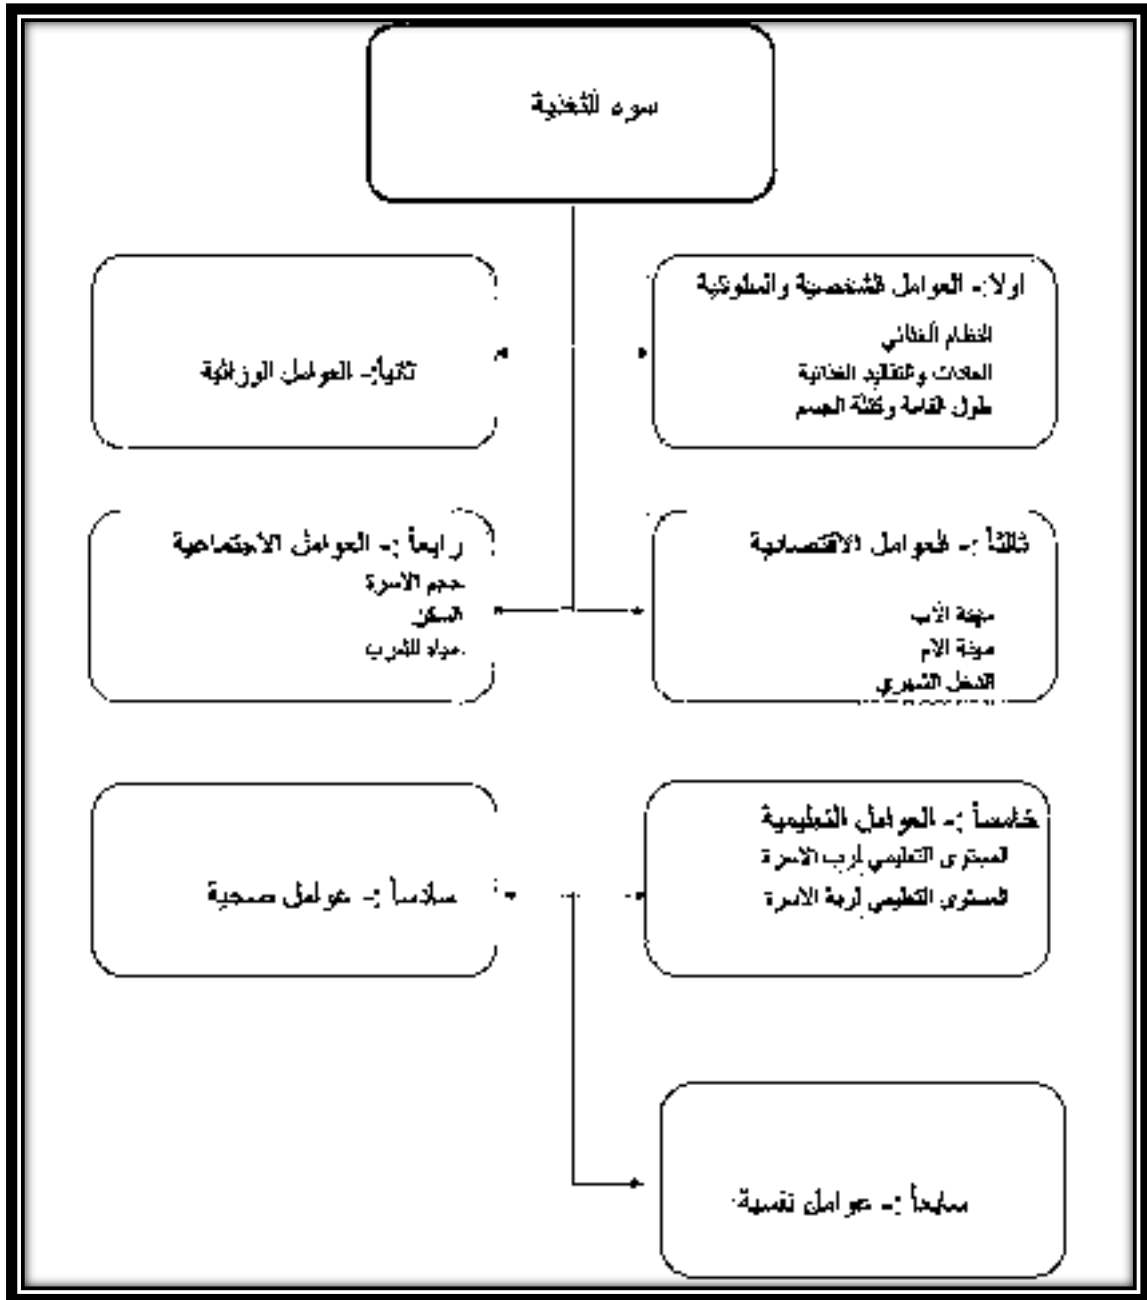 سوء التغذية
اولا:- العوامل الشخصية والسلوكية
النظام الغذائي
العادات والتقاليد الغذائية
طول القامة وكتلة الجسم
ثانياً:- العوامل الوراثية
ثالثاً :- العوامل الاقتصادية
مهنة الأب
مهنة الام
الدخل الشهري
رابعاً :- العوامل الاجتماعية
حجم الاسرة
السكن
مياه الشرب
خامساً :- العوامل التعليمية
المستوى التعليمي لرب الاسرة
المستوى التعليمي لربة الاسرة
سادساً :- عوامل صحية
سابعاً :- عوامل نفسية